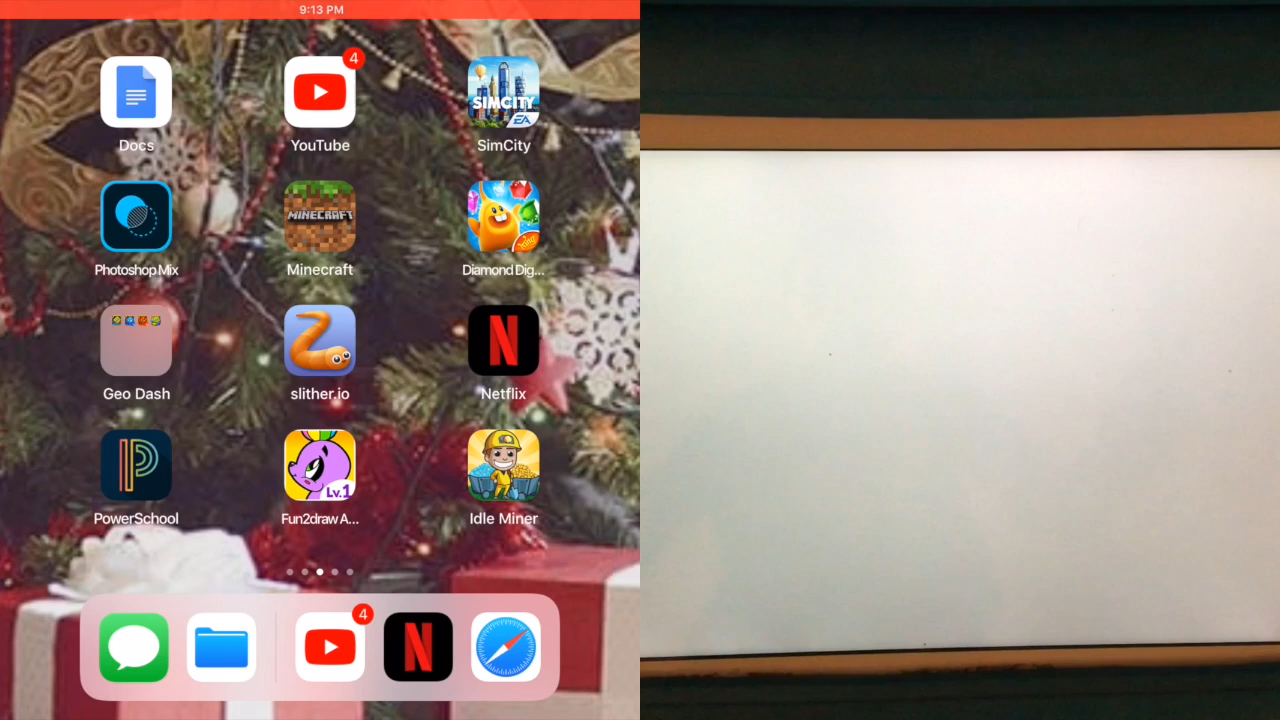 9:13 PM
4
SIMCITY
EA
Docs
YouTube
SimCity
MINECRAFT
King
Photoshop Mix
Minecraft
Diamond Dig...
N
Geo Dash
slither.io
Netflix
P
Lv.1
PowerSchool
Fun2draw A...
Idle Miner
4
N